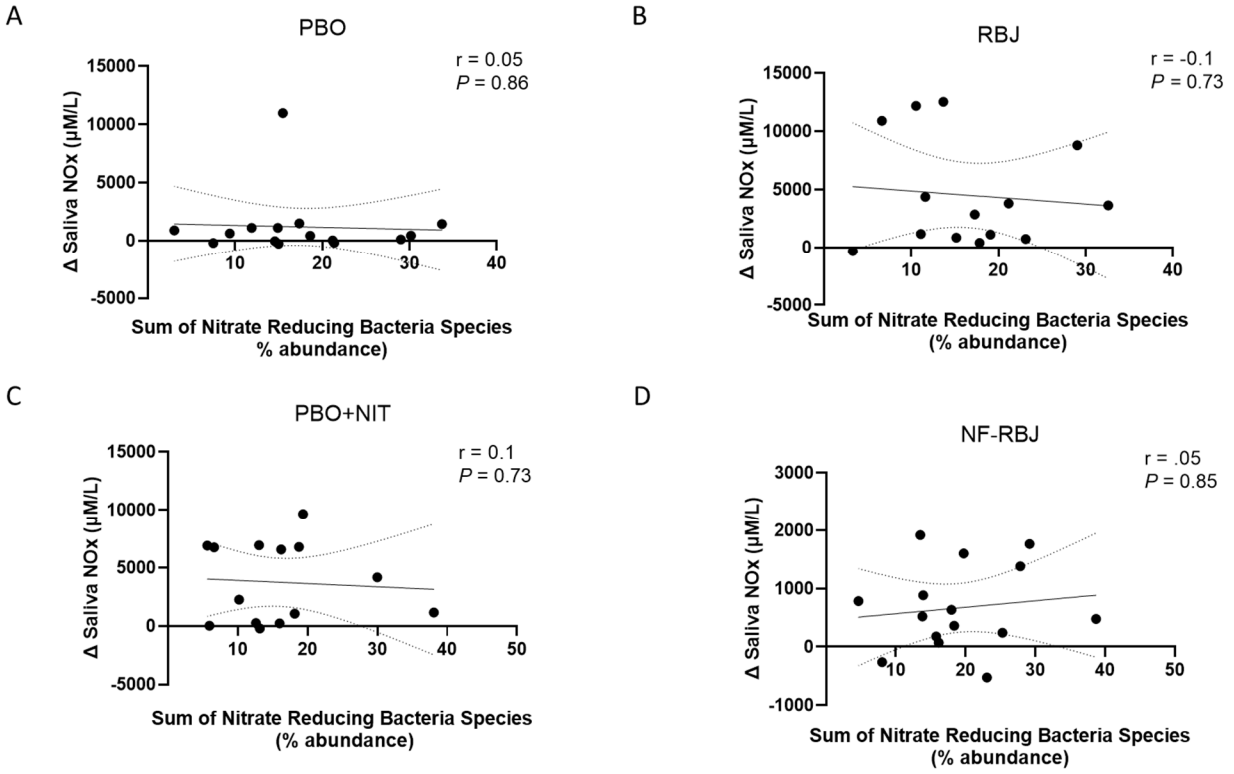 A
PBO
r = 0.05
P = 0.86
Δ Saliva NOx (µM/L)
15000
10000
5000
0
-5000
10
20
30
40
Sum of Nitrate Reducing Bacteria Species
% abundance)
B
RBJ
r = -0.1
P = 0.73
Δ Saliva NOx (µM/L)
15000
10000
5000
0
-5000
10
20
30
40
Sum of Nitrate Reducing Bacteria Species
(% abundance)
C
PBO+NIT
r = 0.1
P = 0.73
Δ Saliva NOx (µM/L)
15000
10000
5000
0
-5000
10
20
30
40
50
Sum of Nitrate Reducing Bacteria Species
(% abundance)
D
NF-RBJ
r = .05
P = 0.85
Δ Saliva NOx (µM/L)
3000
2000
1000
0
-1000
10
20
30
40
50
Sum of Nitrate Reducing Bacteria Species
(% abundance)